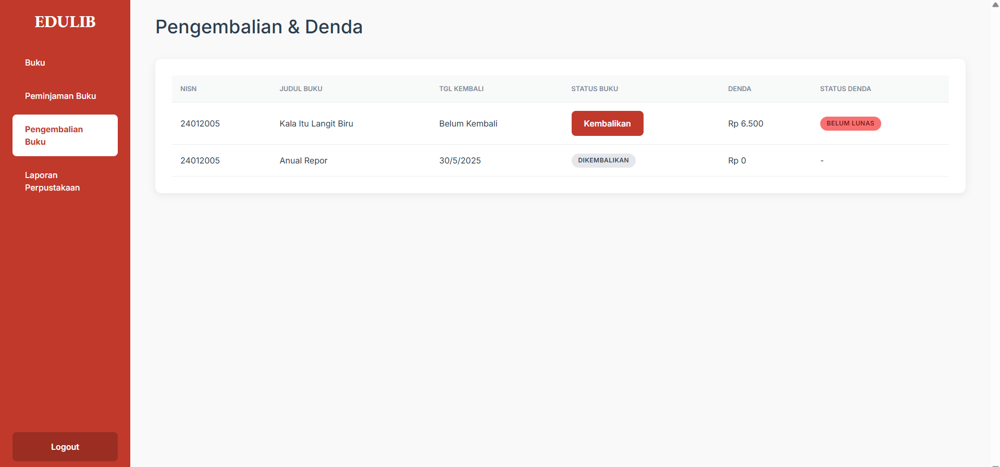 EDULIB
Buku
Peminjaman Buku
Pengembalian
Buku
Laporan
Perpustakaan
Logout
Pengembalian & Denda
NISN JUDUL BUKU TGL KEMBALI STATUS BUKU DENDA STATUS DENDA
24012005 Kala Itu Langit Biru Belum Kembali Kembalikan Rp 6.500 BELUM LUNAS
24012005 Anual Repor 30/5/2025 DIKEMBALIKAN Rp 0 -